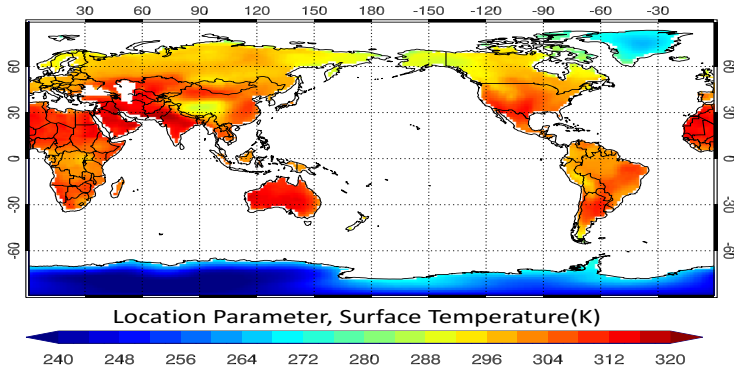 30 60 90 120 150 180 -150 -120 -90 -60 -30
60 60
30 30
0 0
-30 -30
-60 -60
Location Parameter, Surface Temperature(K)
240 248 256 264 272 280 288 296 304 312 320